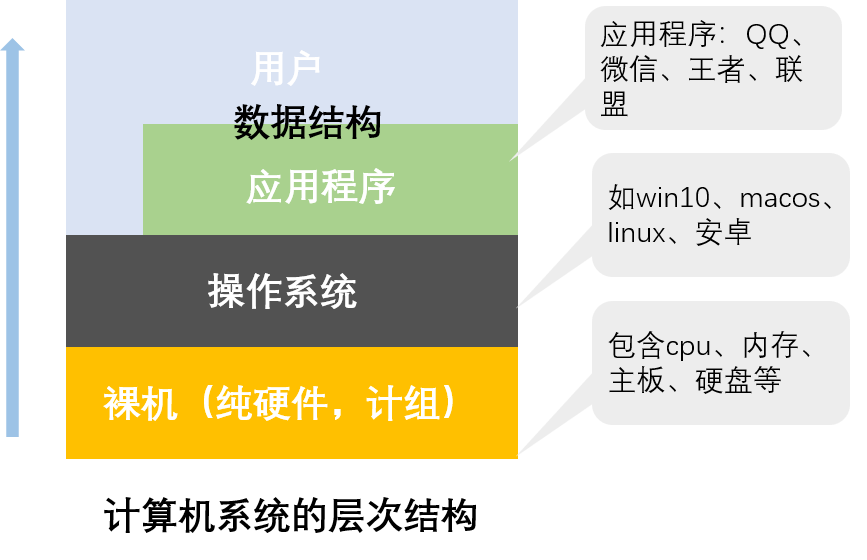 用户
数据结构
应用程序
操作系统
裸机（纯硬件，计组）
应用程序：QQ、
微信、王者、联
盟
如win10、macos、
linux、安卓
包含cpu、内存、
主板、硬盘等
计算机系统的层次结构